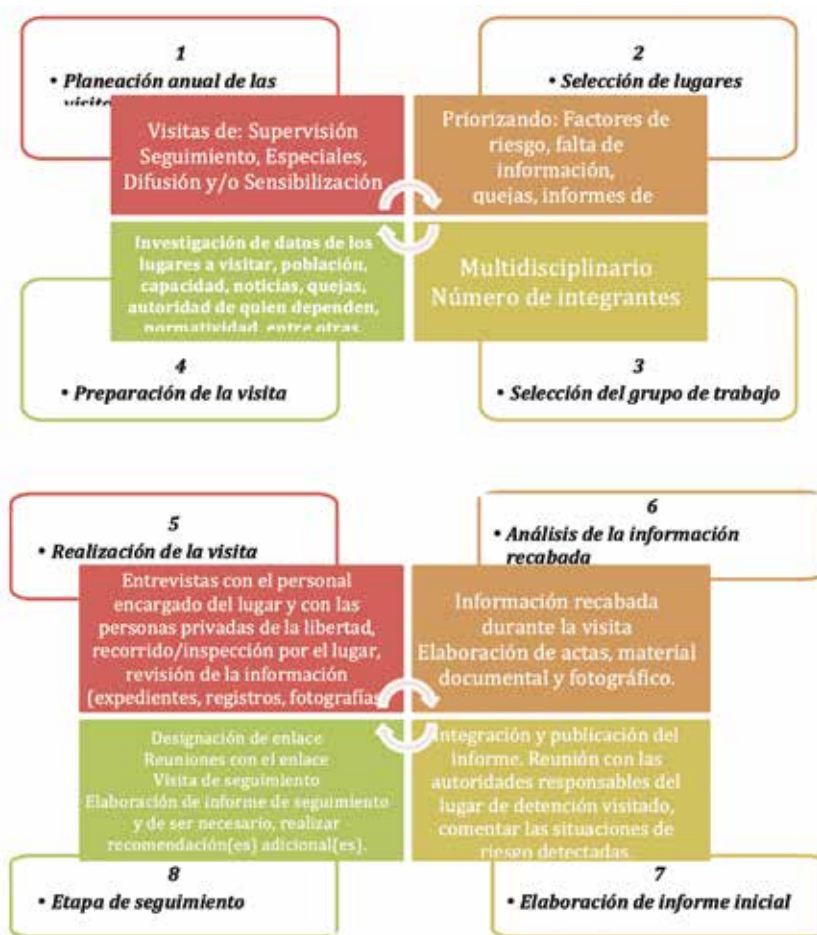 1
• Planeación anual de las
Visitas de: Supervisión
Seguimiento, Especiales,
Difusión y/o Sensibilización
2
• Selección de lugares
Priorizando: Factores de
riesgo, falta de
información,
quejas, informes de
3
• Selección del grupo de trabajo
Multidisciplinario
Número de integrantes
4
• Preparación de la visita
Investigación de datos de los
lugares a visitar, población,
capacidad, noticias, quejas,
autoridad de quien dependen,
normatividad, entre otras
5
• Realización de la visita
Entrevistas con el personal
encargado del lugar y con las
personas privadas de la libertad,
recorrido/inspección por el lugar,
revisión de la información
(expedientes, registros, fotografías
6
• Análisis de la información
recabada
Información recabada
durante la visita
Elaboración de actas, material
documental y fotográfico.
7
• Elaboración de informe inicial
Integración y publicación del
informe. Reunión con las
autoridades responsables del
lugar de detención visitado,
comentar las situaciones de
riesgo detectadas.
8
• Etapa de seguimiento
Designación de enlace
Reuniones con el enlace
Visita de seguimiento
Elaboración de informe de seguimiento
y de ser necesario, realizar
recomendación(es) adicional(es).